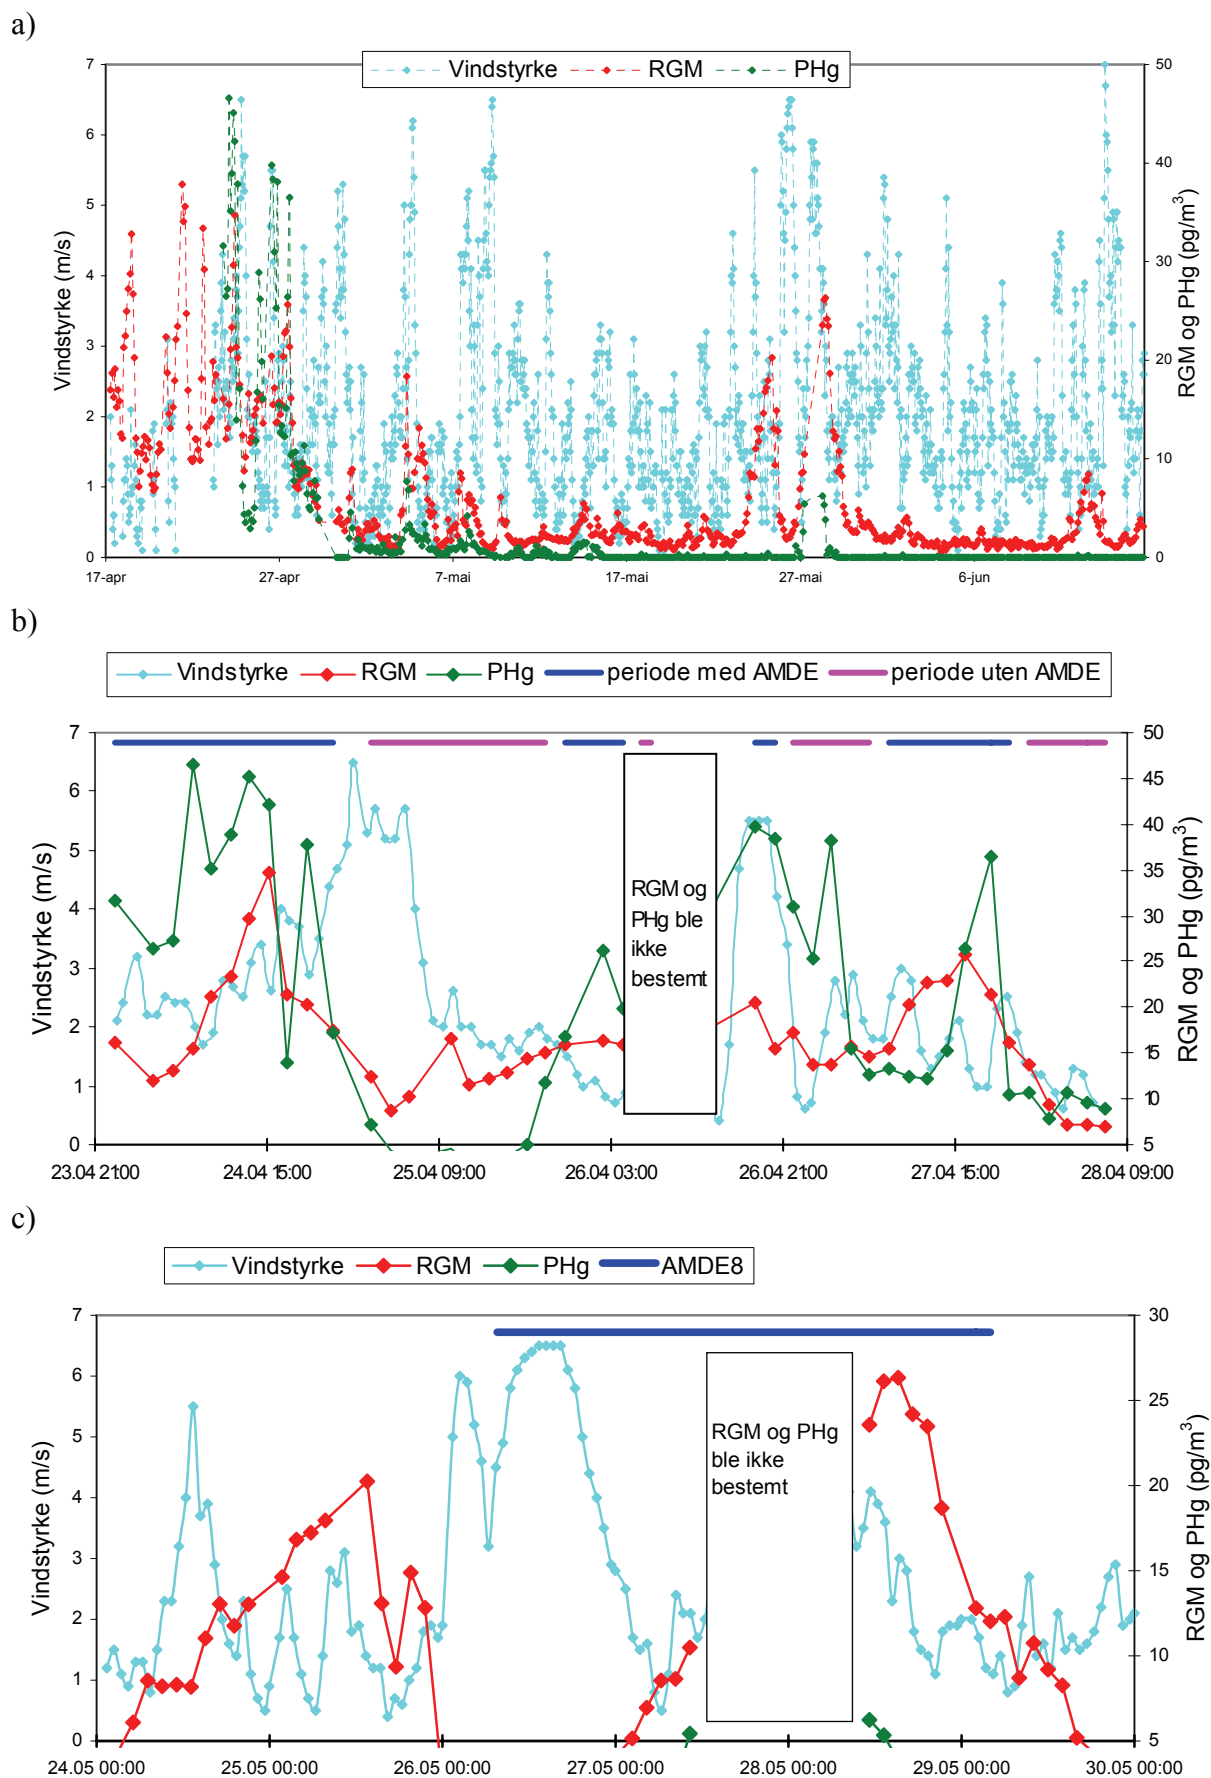 a)
Vindstyrke RGM PHg
7
6
5
4
3
2
1
0
Vindstyrke (m/s)
50
40
30
20
10
0
RGM og PHg (pg/m³)
17-apr 27-apr 7-mai 17-mai 27-mai 6-jun
b)
Vindstyrke RGM PHg periode med AMDE periode uten AMDE
7
6
5
4
3
2
1
0
Vindstyrke (m/s)
RGM og
PHg ble
ikke
bestemt
50
45
40
35
30
25
20
15
10
5
RGM og PHg (pg/m³)
23.04 21:00 24.04 15:00 25.04 09:00 26.04 03:00 26.04 21:00 27.04 15:00 28.04 09:00
c)
Vindstyrke RGM PHg AMDE8
7
6
5
4
3
2
1
0
Vindstyrke (m/s)
RGM og PHg
ble ikke
bestemt
30
25
20
15
10
5
RGM og PHg (pg/m³)
24.05 00:00 25.05 00:00 26.05 00:00 27.05 00:00 28.05 00:00 29.05 00:00 30.05 00:00